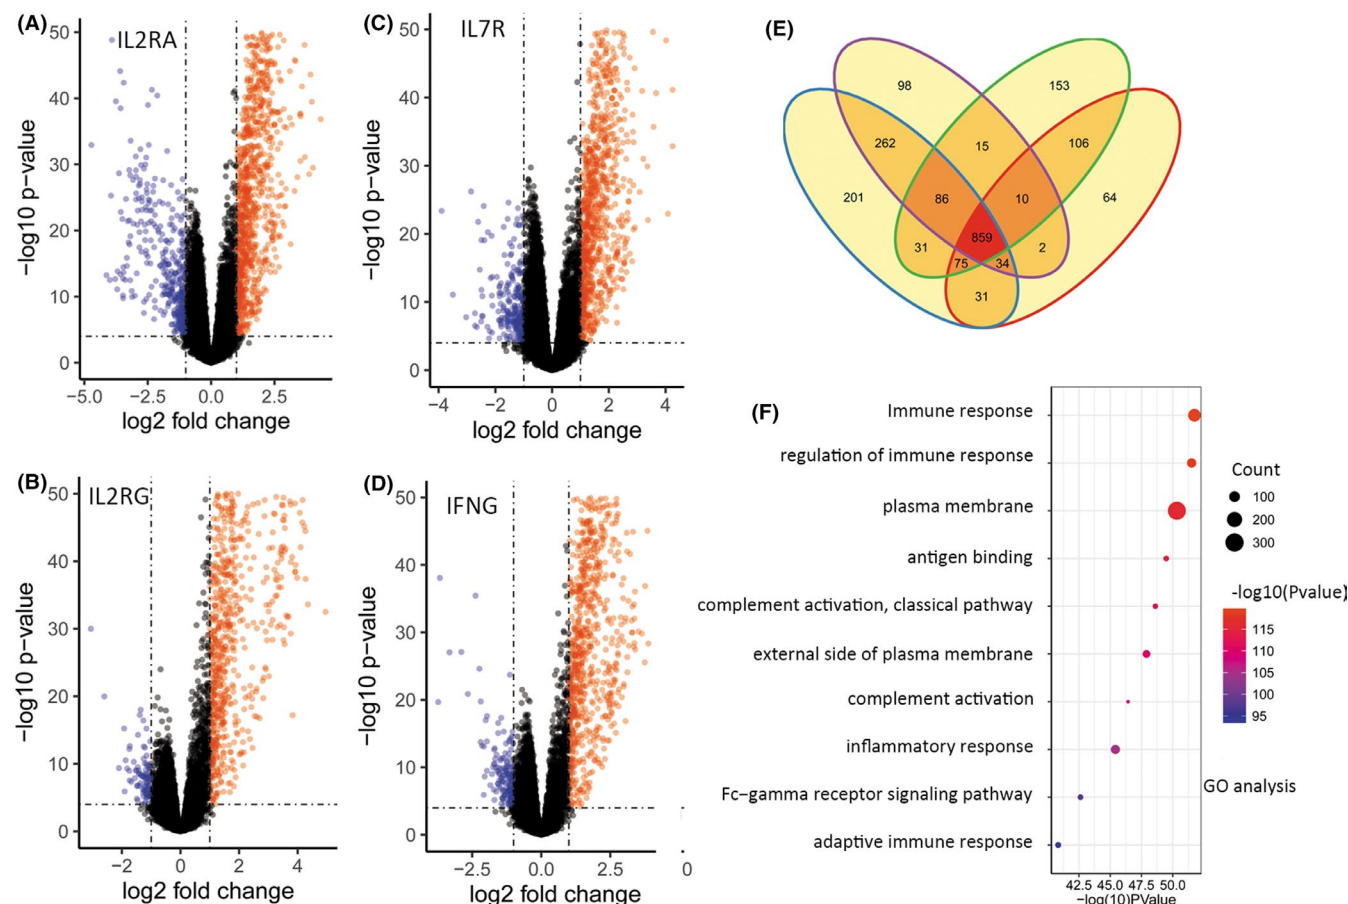 (A)
IL2RA
50
40
30
20
10
0
−5.0 −2.5 0.0 2.5
log2 fold change
−log10 p−value
(C)
IL7R
50
40
30
20
10
0
−4 −2 0 2 4
log2 fold change
−log10 p−value
(B)
IL2RG
50
40
30
20
10
0
−2 0 2 4
log2 fold change
−log10 p−value
(D)
IFNG
50
40
30
20
10
0
−2.5 0.0 2.5 0
log2 fold change
−log10 p−value
(E)
98 153
262 15 106
201 86 10 64
31 859 2
75 34
31
(F)
Immune response
regulation of immune response
plasma membrane
antigen binding
complement activation, classical pathway
external side of plasma membrane
complement activation
inflammatory response
Fc−gamma receptor signaling pathway
adaptive immune response
42.5 45.0 47.5 50.0
−log(10)PValue
Count
100
200
300
-log10(Pvalue)
115
110
105
100
95
GO analysis